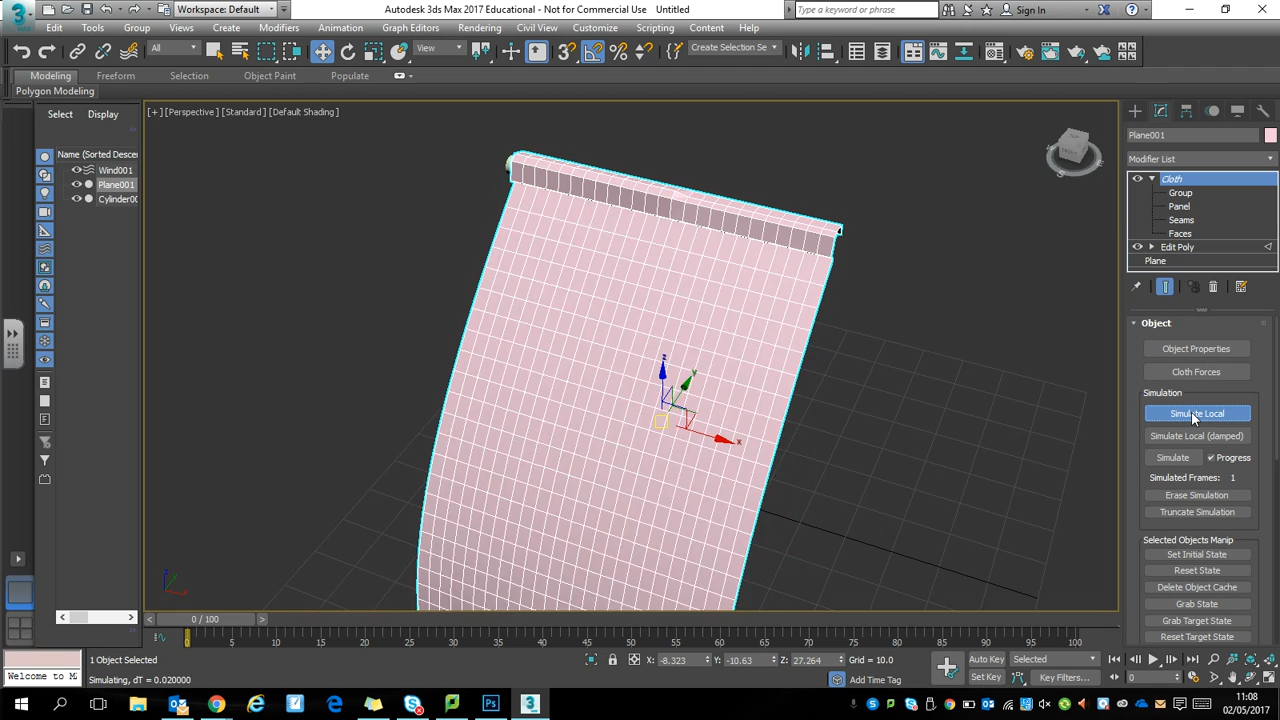 3 MAX Workspace: Default Autodesk 3ds Max 2017 Educational - Not for Commercial Use Untitled Type a keyword or phrase Sign In
Edit Tools Group Views Create Modifiers Animation Graph Editors Rendering Civil View Customize Scripting Content Help
All View Create Selection Se
Modeling Freeform Selection Object Paint Populate
Polygon Modeling
Select Display
Name (Sorted Descer
Wind001
Plane001
Cylinder00
[+] [Perspective] [Standard] [Default Shading]
z
y
x
Plane001
Modifier List
Cloth
Group
Panel
Seams
Faces
Edit Poly
Plane
Object
Object Properties
Cloth Forces
Simulation
Simulate Local
Simulate Local (damped)
Simulate Progress
Simulated Frames: 1
Erase Simulation
Truncate Simulation
Selected Objects Manip
Set Initial State
Reset State
Delete Object Cache
Grab State
Grab Target State
Reset Target State
0 / 100
0 5 10 15 20 25 30 35 40 45 50 55 60 65 70 75 80 85 90 95 100
1 Object Selected X: -8.323 Y: -10.63 Z: 27.264 Grid = 10.0 Auto Key Selected
Welcome to M Simulating, dT = 0.020000 Add Time Tag Set Key Key Filters... 0
11:08
02/05/2017